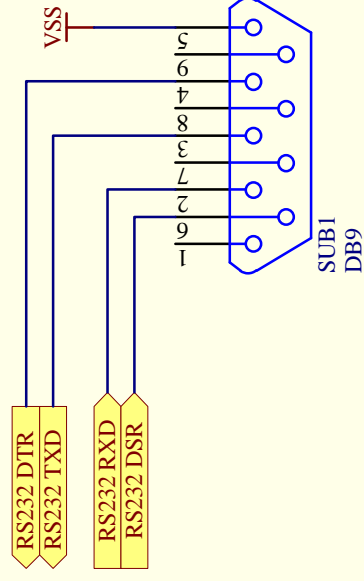 VSS
5
9
4
8
3
7
2
6
1
SUB1
DB9
RS232 DTR
RS232 TXD
RS232 RXD
RS232 DSR